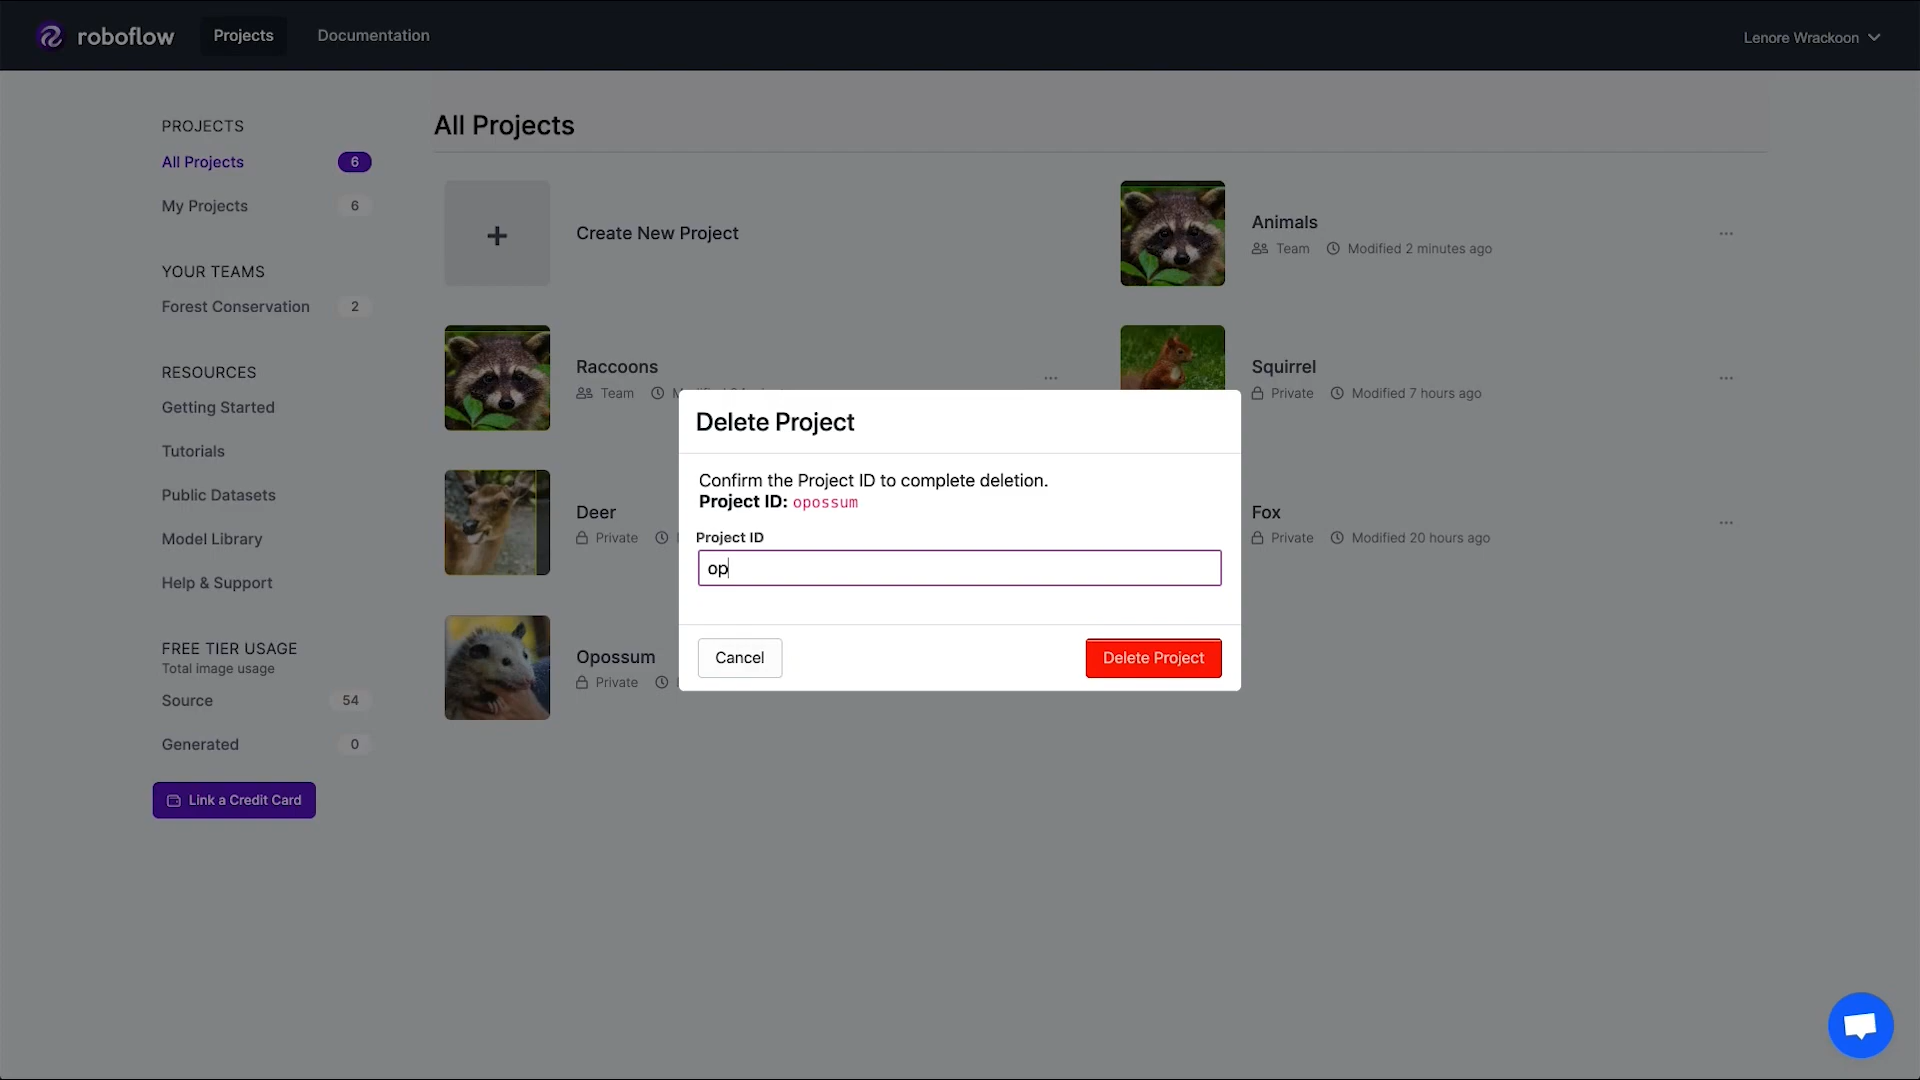 roboflow
Projects
Documentation
Lenore Wrackoon
PROJECTS
All Projects
6
My Projects
6
YOUR TEAMS
Forest Conservation
2
RESOURCES
Getting Started
Tutorials
Public Datasets
Model Library
Help & Support
FREE TIER USAGE
Total image usage
Source
54
Generated
0
Link a Credit Card
All Projects
Create New Project
Animals
Team
Modified 2 minutes ago
Raccoons
Team
Squirrel
Private
Modified 7 hours ago
Deer
Private
Fox
Private
Modified 20 hours ago
Opossum
Private
Delete Project
Confirm the Project ID to complete deletion.
Project ID: opossum
Project ID
op
Cancel
Delete Project